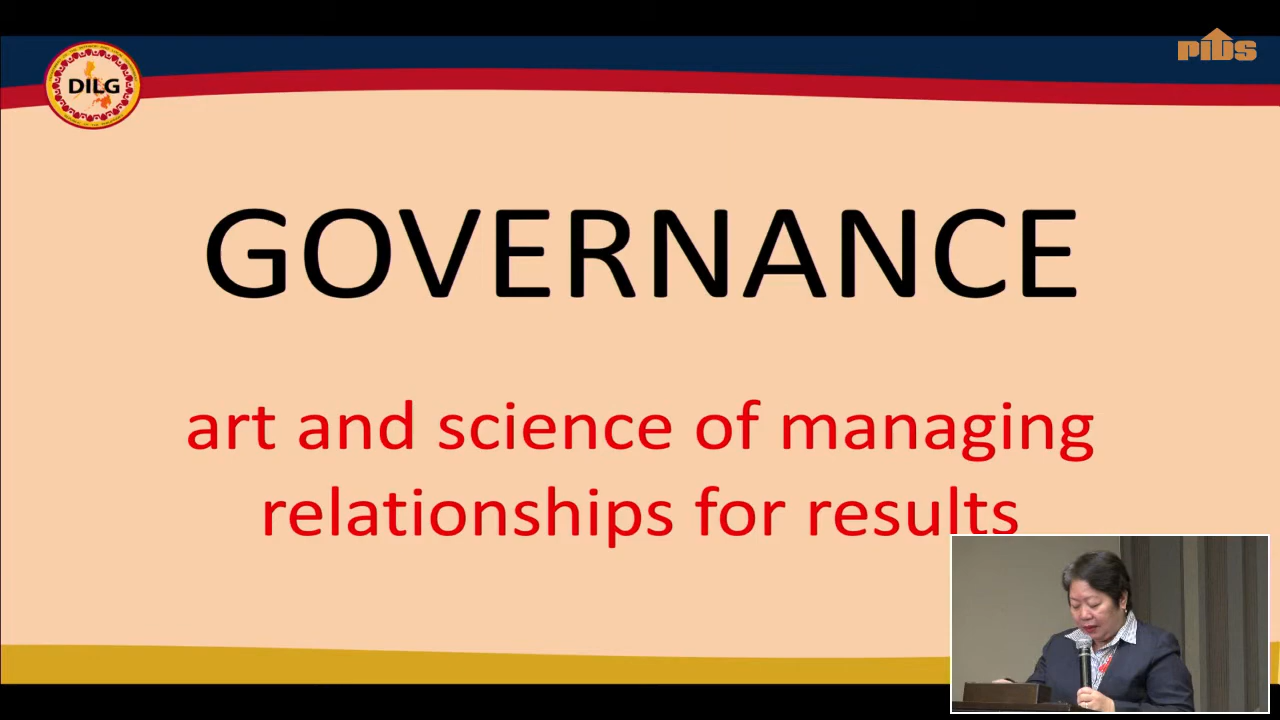 DILG
pids
GOVERNANCE
art and science of managing
relationships for results